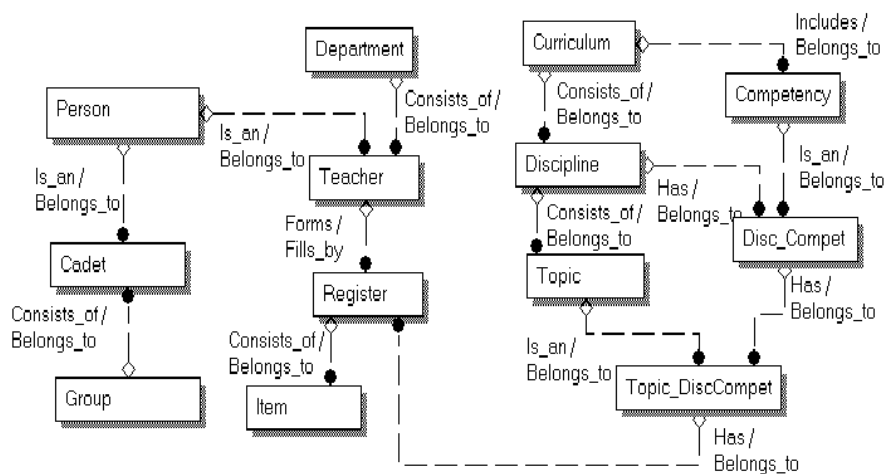 Department
Curriculum
Includes /
Belongs_to
Person
Consists_of /
Belongs_to
Consists_of /
Belongs_to
Competency
Is_an /
Belongs_to
Is_an /
Belongs_to
Teacher
Discipline
Has /
Belongs_to
Is_an /
Belongs_to
Forms /
Fills_by
Consists_of /
Belongs_to
Cadet
Disc_Compet
Register
Topic
Has /
Belongs_to
Consists_of /
Belongs_to
Consists_of /
Belongs_to
Is_an /
Belongs_to
Group
Item
Topic_DiscCompet
Has /
Belongs_to